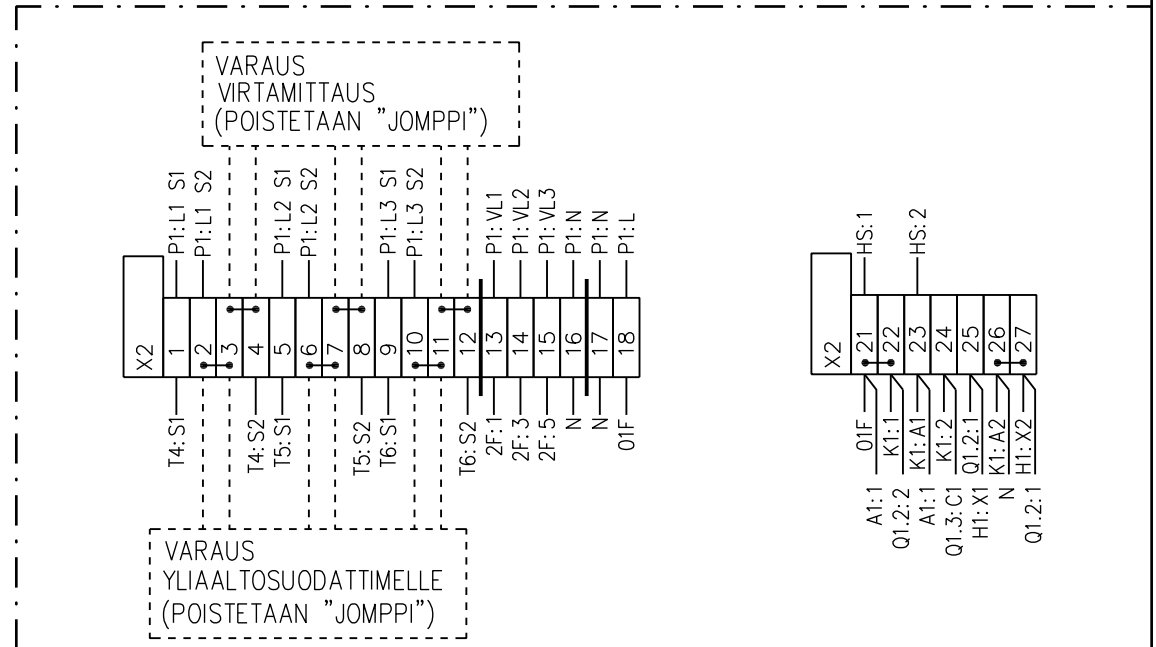 VARAUS
VIRTAMITTAUS
(POISTETAAN "JOMPPI")
P1:L1 S1
P1:L1 S2
P1:L2 S1
P1:L2 S2
P1:L3 S1
P1:L3 S2
P1:VL1
P1:VL2
P1:VL3
P1:N
P1:N
P1:L
X2
1
2
3
4
5
6
7
8
9
10
11
12
13
14
15
16
17
18
T4:S1
T4:S2
T5:S1
T5:S2
T6:S1
T6:S2
2F:1
2F:3
2F:5
N
N
01F
VARAUS
YLIAALTOSUODATTIMELLE
(POISTETAAN "JOMPPI")
HS:1
HS:2
X2
21
22
23
24
25
26
27
01F
K1:1
K1:A1
K1:2
Q1.2:1
K1:A2
H1:X2
A1:1
Q1.2:2
A1:1
Q1.3:C1
H1:X1
N
Q1.2:1